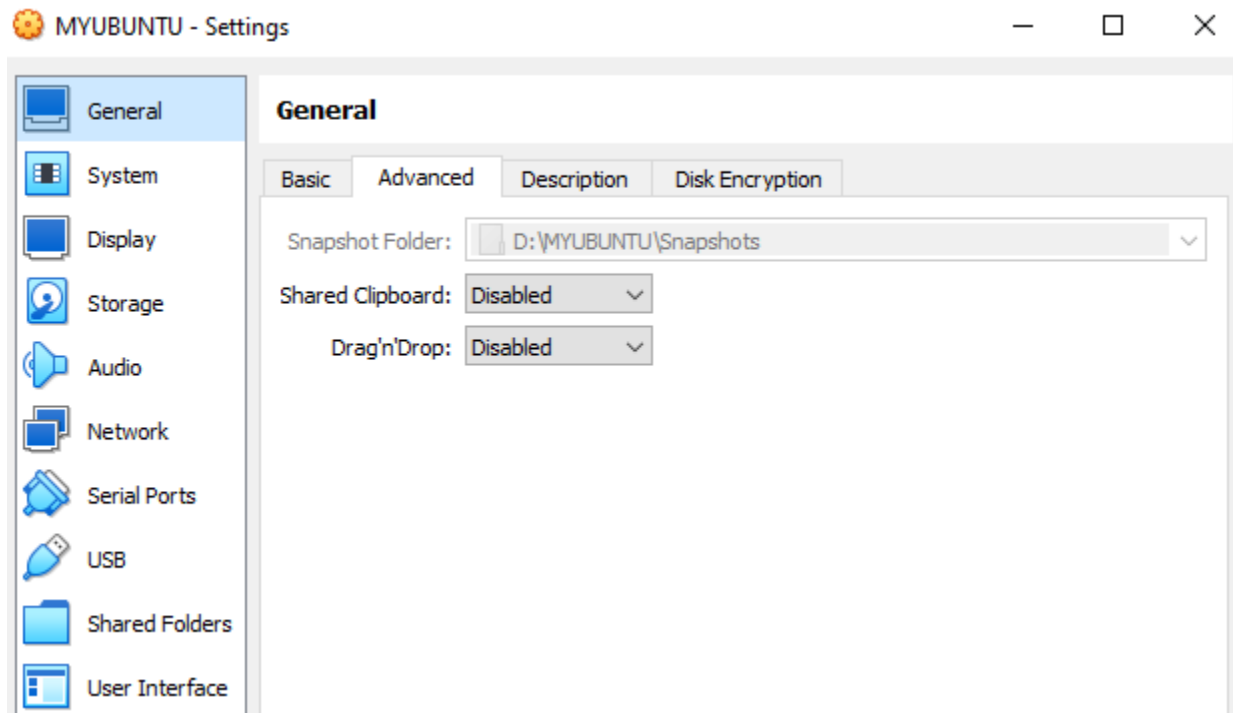 MYUBUNTU - Settings
General
System
Display
Storage
Audio
Network
Serial Ports
USB
Shared Folders
User Interface
General
Basic Advanced Description Disk Encryption
Snapshot Folder: D:\MYUBUNTU\Snapshots
Shared Clipboard: Disabled
Drag'n'Drop: Disabled